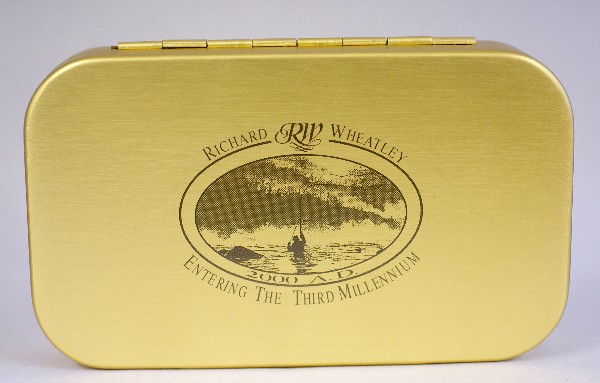 RICHARD RW WHEATLEY
2000 A.D.
ENTERING THE THIRD MILLENNIUM